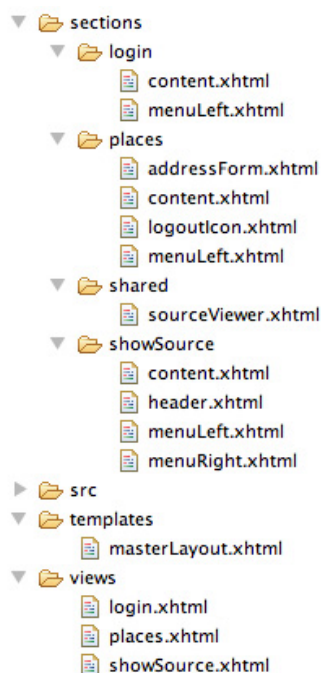 sections
login
content.xhtml
menuLeft.xhtml
places
addressForm.xhtml
content.xhtml
logoutIcon.xhtml
menuLeft.xhtml
shared
sourceViewer.xhtml
showSource
content.xhtml
header.xhtml
menuLeft.xhtml
menuRight.xhtml
src
templates
masterLayout.xhtml
views
login.xhtml
places.xhtml
showSource.xhtml